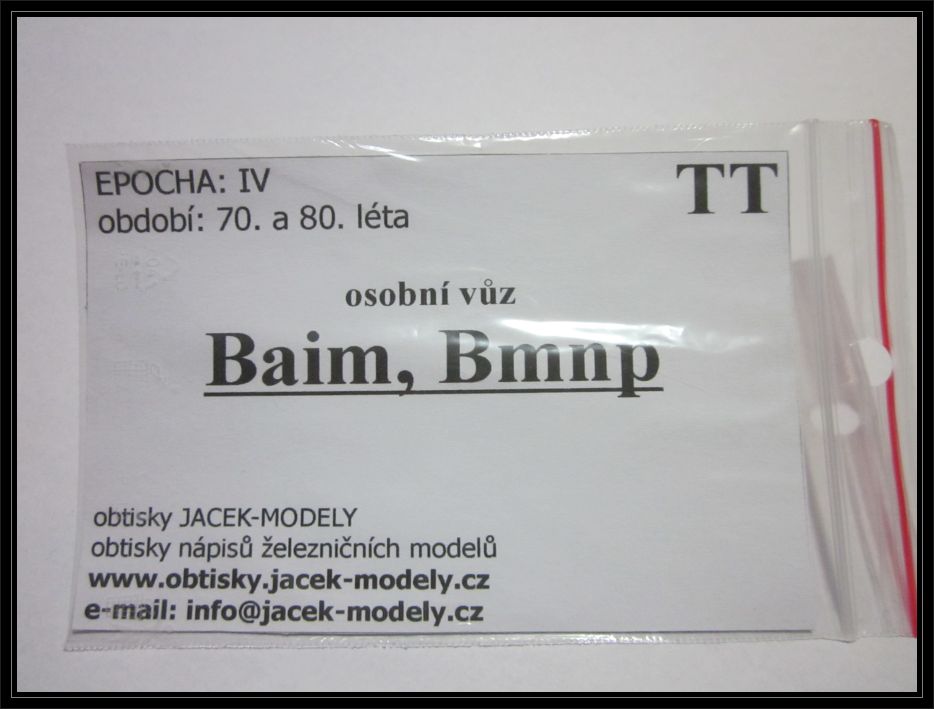 EPOCHA: IV
TT
období: 70. a 80. léta
osobní vůz
Baim, Bmnp
obtisky JACEK-MODELY
obtisky nápisů železničních modelů
www.obtisky.jacek-modely.cz
e-mail: info@jacek-modely.cz